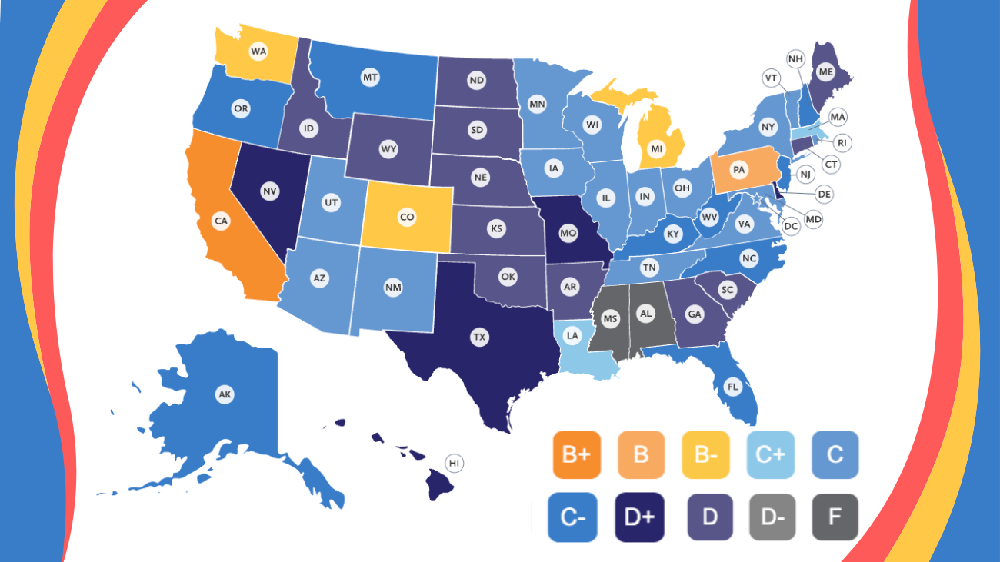 WA
MT
ND
MN
NH
VT
ME
OR
ID
SD
WI
MI
NY
MA
WY
RI
IA
NE
PA
CT
NV
UT
CO
IL
IN
OH
NJ
DE
CA
KS
MO
KY
WV
VA
DC
MD
AZ
NM
OK
AR
TN
NC
SC
TX
LA
MS
AL
GA
FL
AK
HI
B+ B B- C+ C
C- D+ D D- F